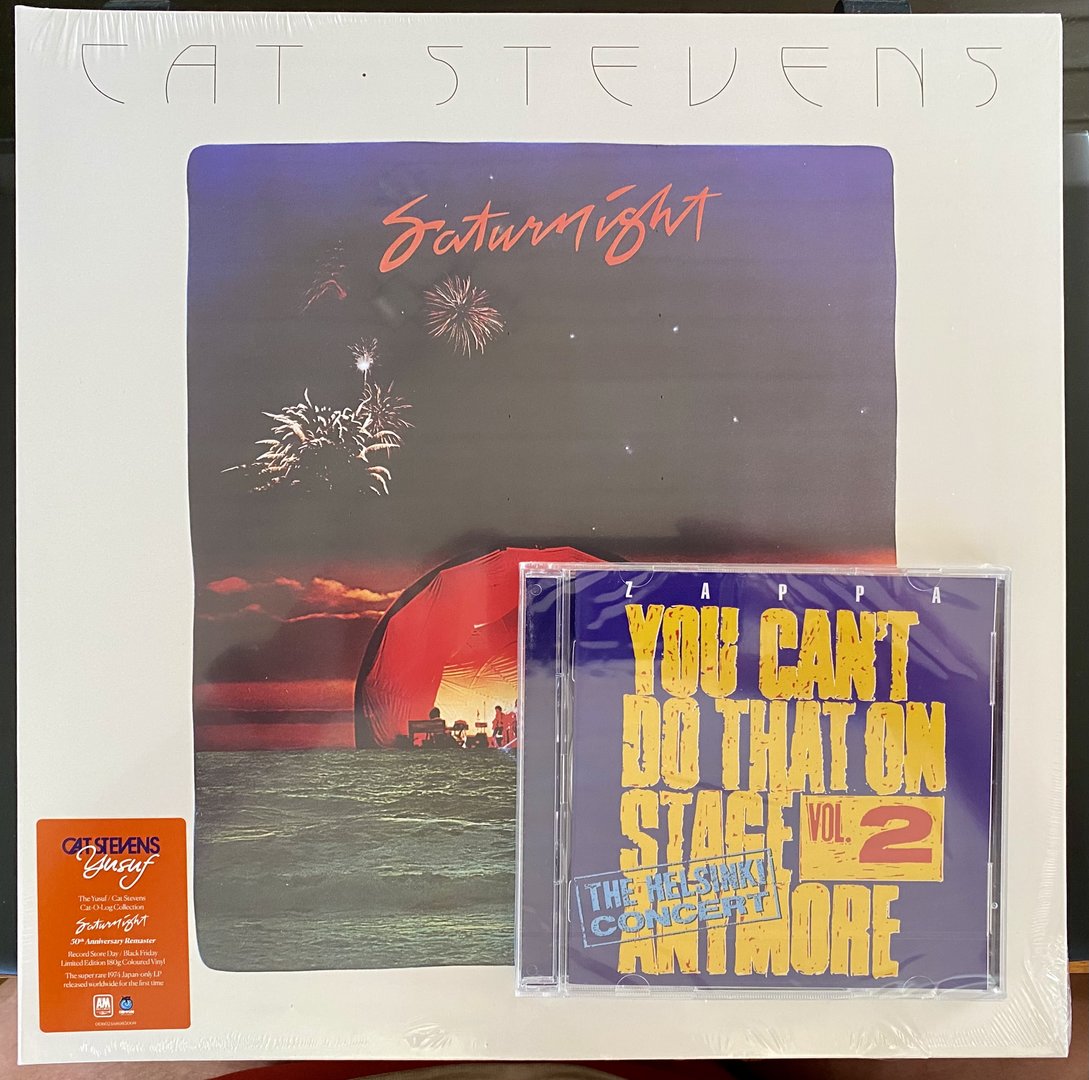 CAT · STEVENS
Saturnight
ZAPPA
YOU CAN'T
DO THAT ON
STAGE VOL. 2
THE HELSINKI
CONCERT
ANYMORE
CAT STEVENS
Yusuf
The Yusuf / Cat Stevens
Cat-O-Log Collection
Saturnight
50th Anniversary Remaster
Record Store Day / Black Friday
Limited Edition 180g Coloured Vinyl
The super rare 1974 Japan-only LP
released worldwide for the first time
A&M